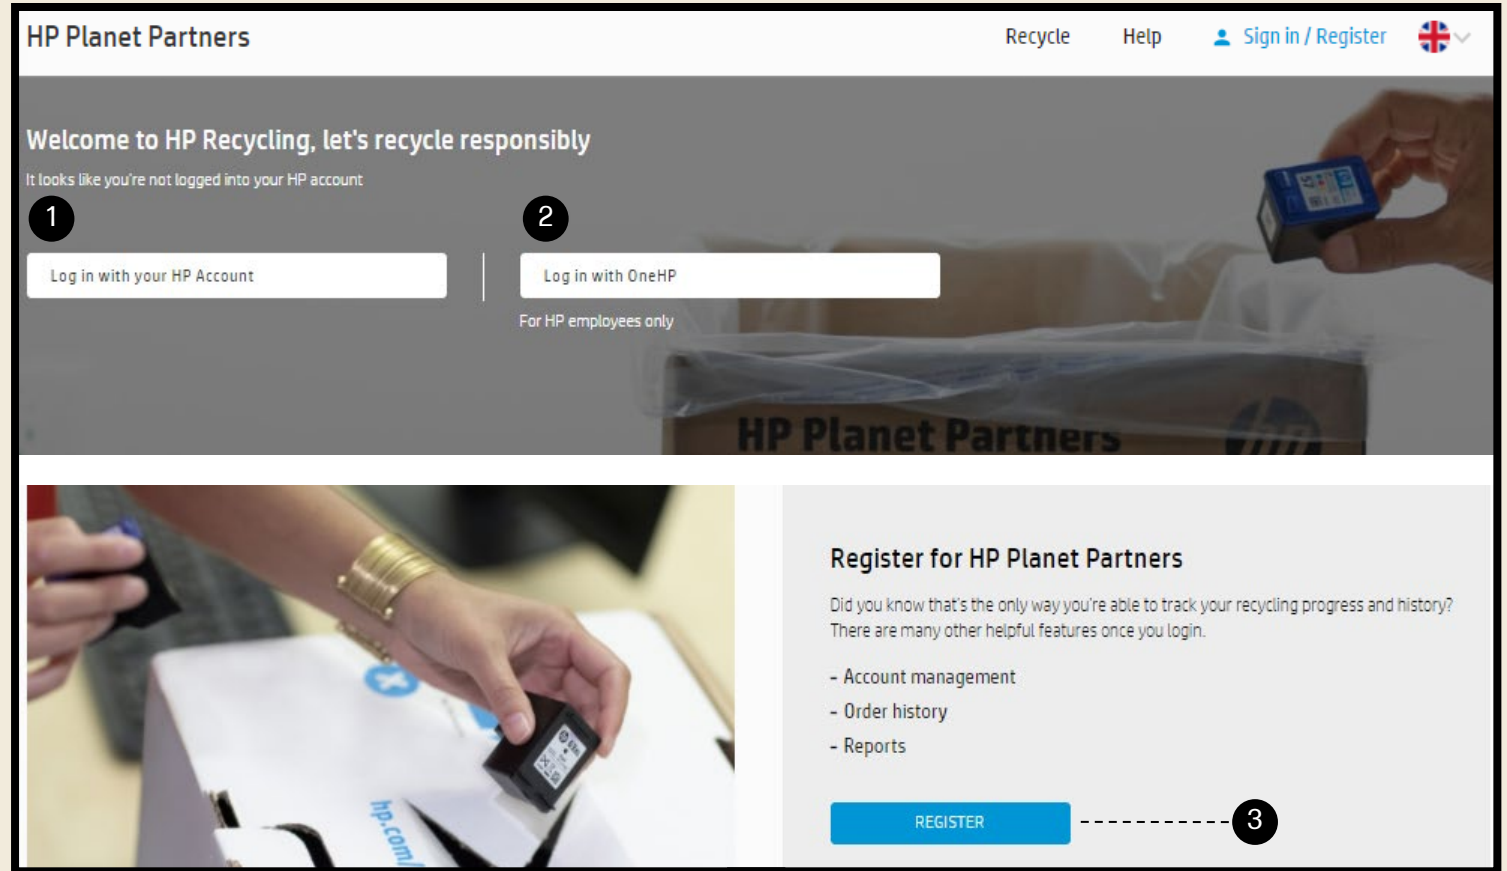 HP Planet Partners
Recycle
Help
Sign in / Register
Welcome to HP Recycling, let's recycle responsibly
It looks like you're not logged into your HP account
1
2
Log in with your HP Account
Log in with OneHP
For HP employees only
57
HP Planet Partners
hp
Register for HP Planet Partners
Did you know that's the only way you're able to track your recycling progress and history?
There are many other helpful features once you login.
- Account management
- Order history
- Reports
hp.com/
REGISTER
3